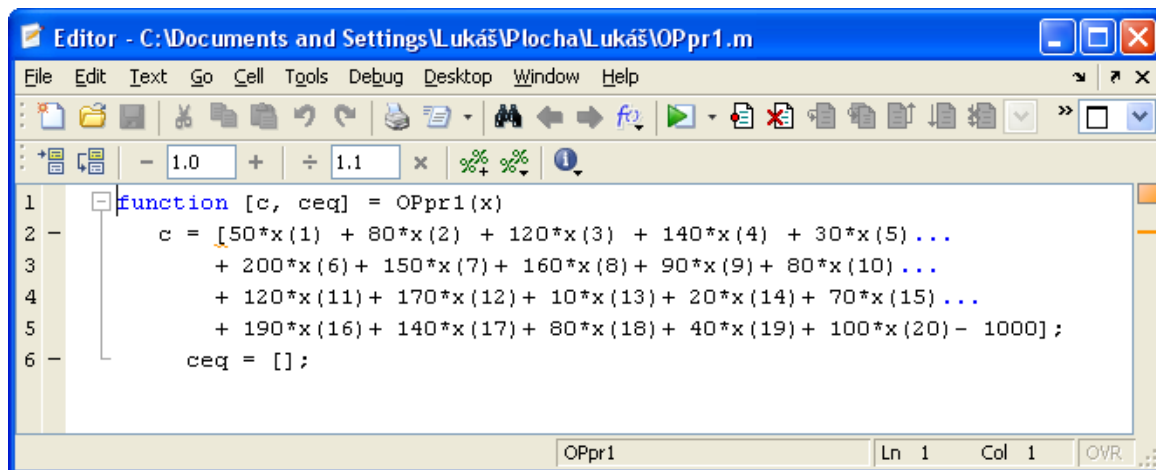 Editor - C:\Documents and Settings\Lukáš\Plocha\Lukáš\OPpr1.m
File Edit Text Go Cell Tools Debug Desktop Window Help
1.0 + ÷ 1.1 ×
1 function [c, ceq] = OPpr1(x)
2 - c = [50*x(1) + 80*x(2) + 120*x(3) + 140*x(4) + 30*x(5)...
3 + 200*x(6)+ 150*x(7)+ 160*x(8)+ 90*x(9)+ 80*x(10)...
4 + 120*x(11)+ 170*x(12)+ 10*x(13)+ 20*x(14)+ 70*x(15)...
5 + 190*x(16)+ 140*x(17)+ 80*x(18)+ 40*x(19)+ 100*x(20)- 1000];
6 - ceq = [];
OPpr1 Ln 1 Col 1 OVR